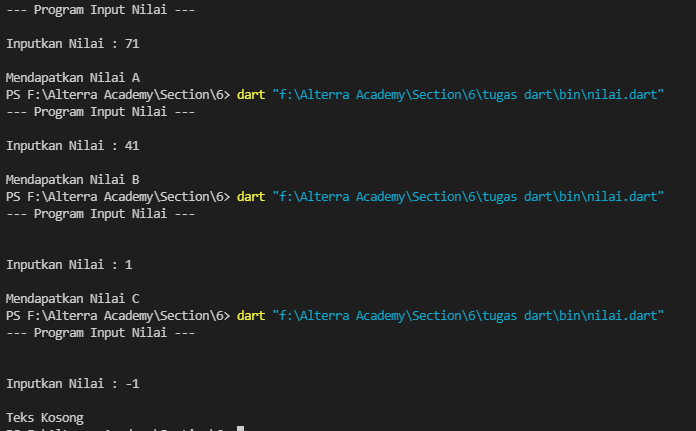 --- Program Input Nilai ---
Inputkan Nilai : 71
Mendapatkan Nilai A
PS F:\Alterra Academy\Section\6> dart "f:\Alterra Academy\Section\6\tugas dart\bin\nilai.dart"
--- Program Input Nilai ---
Inputkan Nilai : 41
Mendapatkan Nilai B
PS F:\Alterra Academy\Section\6> dart "f:\Alterra Academy\Section\6\tugas dart\bin\nilai.dart"
--- Program Input Nilai ---
Inputkan Nilai : 1
Mendapatkan Nilai C
PS F:\Alterra Academy\Section\6> dart "f:\Alterra Academy\Section\6\tugas dart\bin\nilai.dart"
--- Program Input Nilai ---
Inputkan Nilai : -1
Teks Kosong